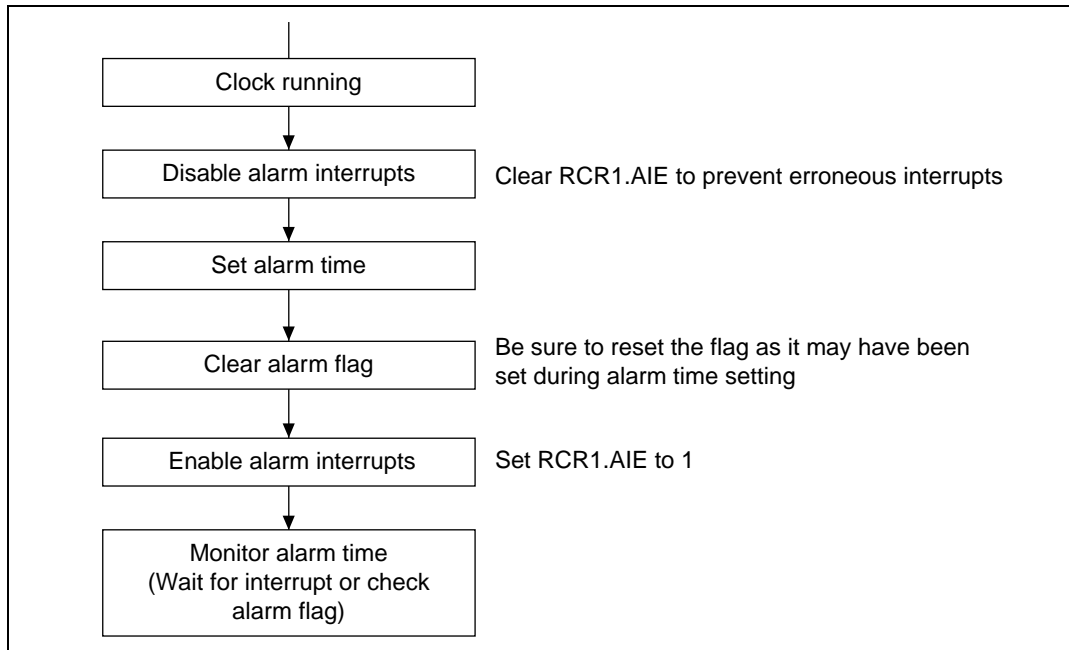 Clock running
Disable alarm interrupts
Clear RCR1.AIE to prevent erroneous interrupts
Set alarm time
Clear alarm flag
Be sure to reset the flag as it may have been
set during alarm time setting
Enable alarm interrupts
Set RCR1.AIE to 1
Monitor alarm time
(Wait for interrupt or check
alarm flag)